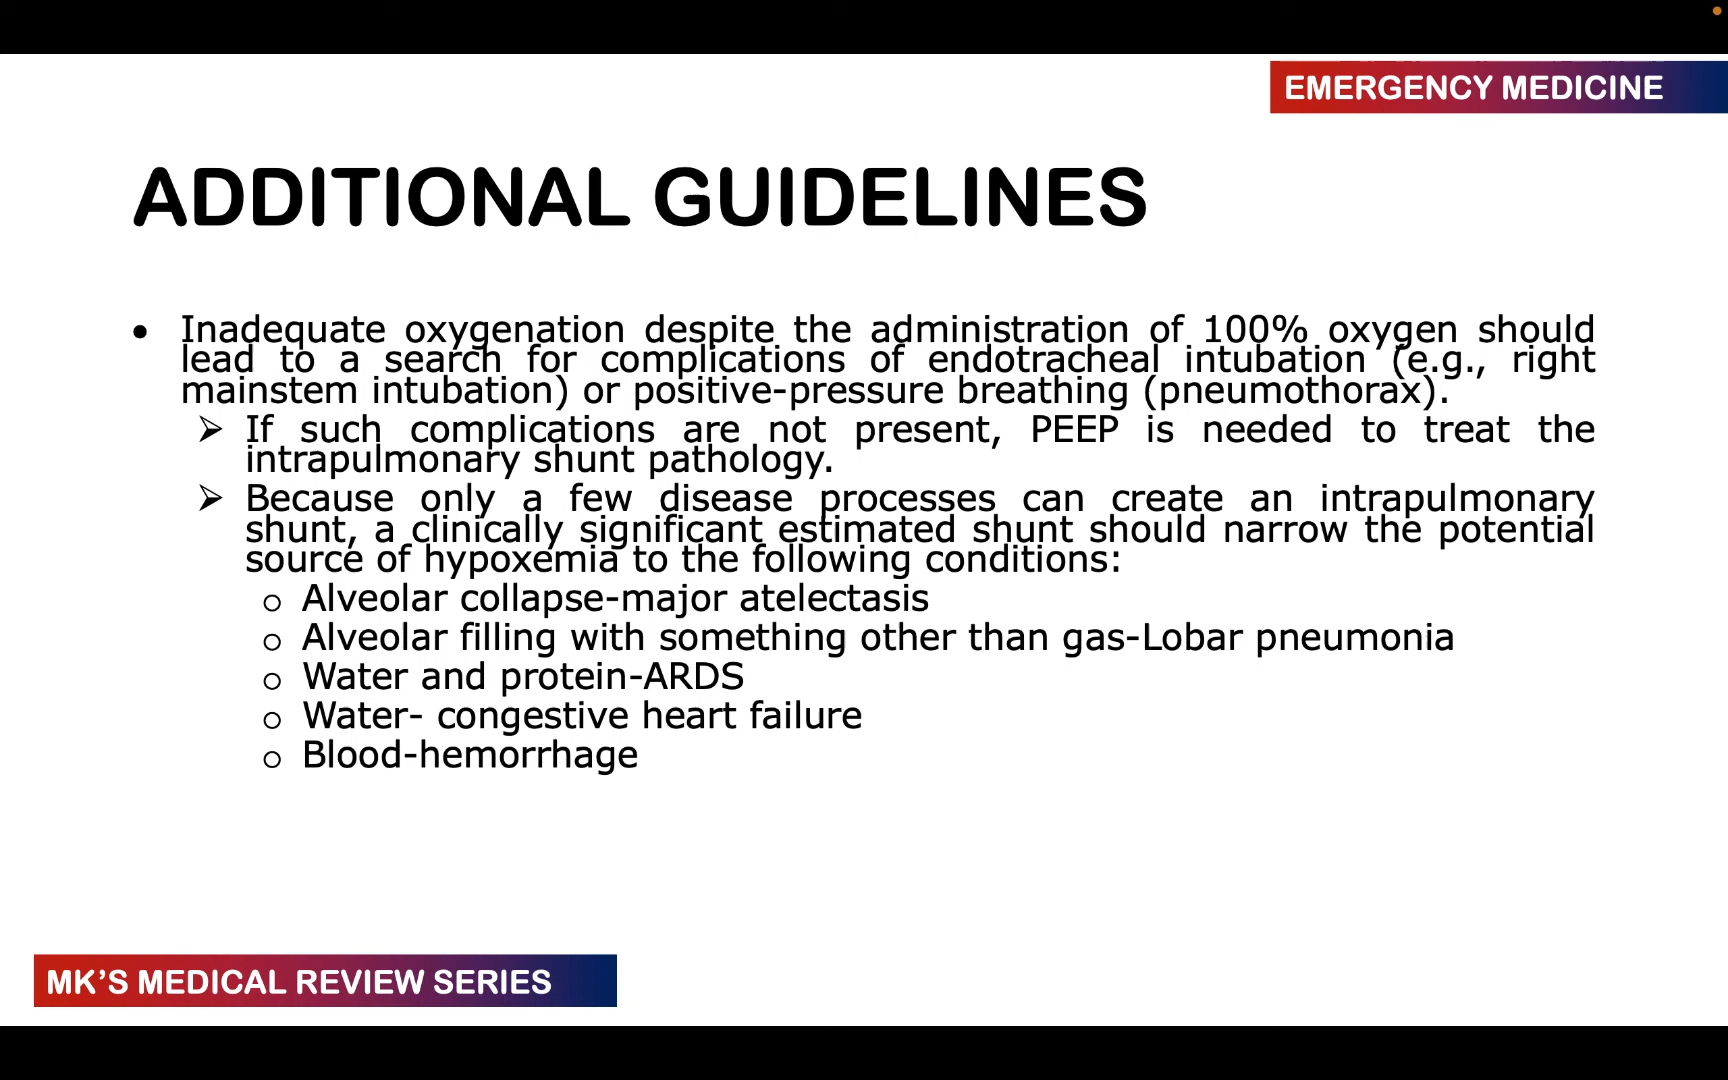 EMERGENCY MEDICINE
ADDITIONAL GUIDELINES
• Inadequate oxygenation despite the administration of 100% oxygen should
lead to a search for complications of endotracheal intubation (e.g., right
mainstem intubation) or positive-pressure breathing (pneumothorax).
➢ If such complications are not present, PEEP is needed to treat the
intrapulmonary shunt pathology.
➢ Because only a few disease processes can create an intrapulmonary
shunt, a clinically significant estimated shunt should narrow the potential
source of hypoxemia to the following conditions:
o Alveolar collapse-major atelectasis
o Alveolar filling with something other than gas-Lobar pneumonia
o Water and protein-ARDS
o Water- congestive heart failure
o Blood-hemorrhage
MK'S MEDICAL REVIEW SERIES